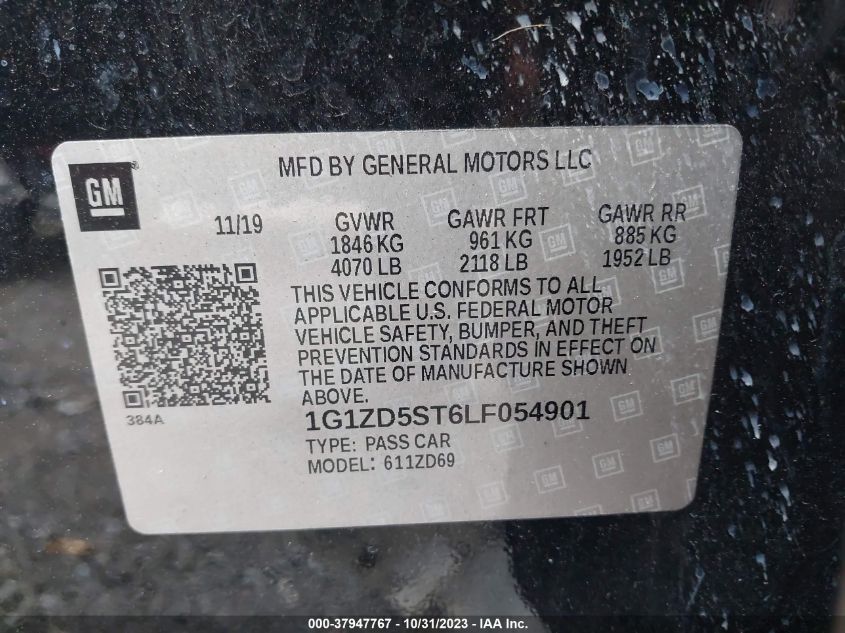 MFD BY GENERAL MOTORS LLC
GM ®
11/19 GVWR GAWR FRT GAWR RR
1846 KG 961 KG 885 KG
4070 LB 2118 LB 1952 LB
THIS VEHICLE CONFORMS TO ALL
APPLICABLE U.S. FEDERAL MOTOR
VEHICLE SAFETY, BUMPER, AND THEFT
PREVENTION STANDARDS IN EFFECT ON
THE DATE OF MANUFACTURE SHOWN
ABOVE.
384A
1G1ZD5ST6LF054901
TYPE: PASS CAR
MODEL: 611ZD69
000-37947767 - 10/31/2023 - IAA Inc.